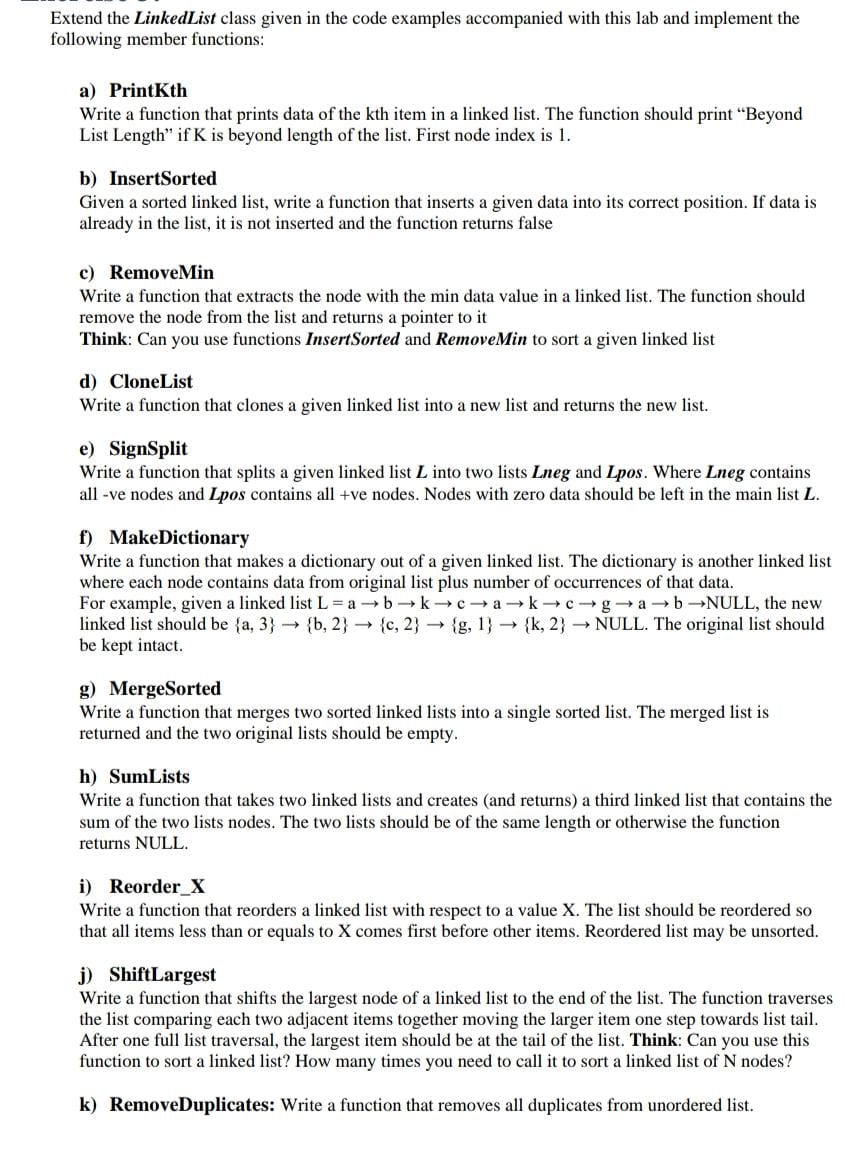 Extend the LinkedList class given in the code examples accompanied with this lab and implement the
following member functions:
a) PrintKth
Write a function that prints data of the kth item in a linked list. The function should print “Beyond
List Length” if K is beyond length of the list. First node index is 1.
b) InsertSorted
Given a sorted linked list, write a function that inserts a given data into its correct position. If data is
already in the list, it is not inserted and the function returns false
c) RemoveMin
Write a function that extracts the node with the min data value in a linked list. The function should
remove the node from the list and returns a pointer to it
Think: Can you use functions InsertSorted and RemoveMin to sort a given linked list
d) CloneList
Write a function that clones a given linked list into a new list and returns the new list.
e) SignSplit
Write a function that splits a given linked list L into two lists Lneg and Lpos. Where Lneg contains
all -ve nodes and Lpos contains all +ve nodes. Nodes with zero data should be left in the main list L.
f) MakeDictionary
Write a function that makes a dictionary out of a given linked list. The dictionary is another linked list
where each node contains data from original list plus number of occurrences of that data.
For example, given a linked list L = a → b → k → c → a → k → c → g → a → b →NULL, the new
linked list should be {a, 3} → {b, 2} → {c, 2} → {g, 1} → {k, 2} → NULL. The original list should
be kept intact.
g) MergeSorted
Write a function that merges two sorted linked lists into a single sorted list. The merged list is
returned and the two original lists should be empty.
h) SumLists
Write a function that takes two linked lists and creates (and returns) a third linked list that contains the
sum of the two lists nodes. The two lists should be of the same length or otherwise the function
returns NULL.
i) Reorder_X
Write a function that reorders a linked list with respect to a value X. The list should be reordered so
that all items less than or equals to X comes first before other items. Reordered list may be unsorted.
j) ShiftLargest
Write a function that shifts the largest node of a linked list to the end of the list. The function traverses
the list comparing each two adjacent items together moving the larger item one step towards list tail.
After one full list traversal, the largest item should be at the tail of the list. Think: Can you use this
function to sort a linked list? How many times you need to call it to sort a linked list of N nodes?
k) RemoveDuplicates: Write a function that removes all duplicates from unordered list.